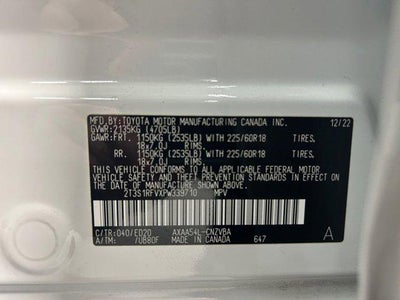 MFD.BY:TOYOTA MOTOR MANUFACTURING CANADA INC. 12/22
GVWR:2135KG (4705LB)
GAWR:FRT. 1150KG (2535LB) WITH 225/60R18 TIRES.
18x7.0J RIMS.
RR. 1150KG (2535LB) WITH 225/60R18 TIRES,
18x7.0J RIMS.
THIS VEHICLE CONFORMS TO ALL APPLICABLE FEDERAL MOTOR
VEHICLE SAFETY AND THEFT PREVENTION STANDARDS IN EFFECT
ON THE DATE OF MANUFACTURE SHOWN ABOVE.
2T3S1RFVXPW339710 MPV
C/TR:040/ED20 AXAA54L-CNZVBA
A/TM: /UB80F MADE IN CANADA 647 A